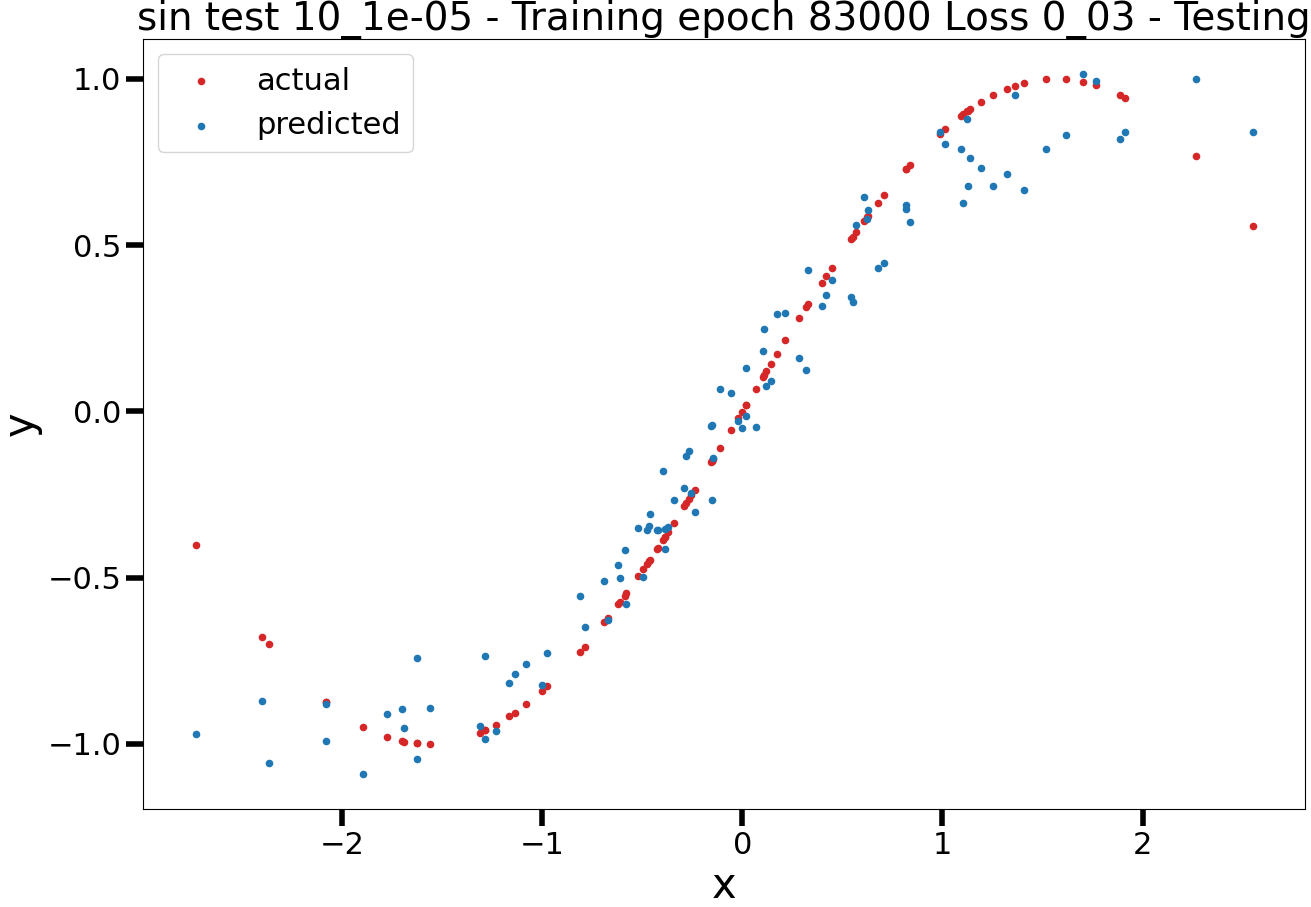 sin test 10_1e-05 - Training epoch 83000 Loss 0_03 - Testing
actual
predicted
1.0
0.5
0.0
−0.5
−1.0
y
−2
−1
0
1
2
x